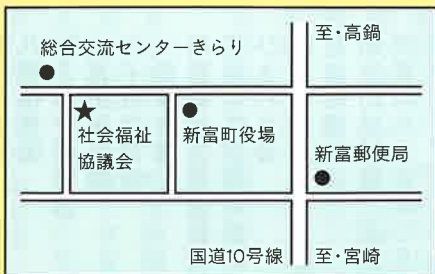 至・高鍋
総合交流センターきらり
社会福祉
協議会
新富町役場
新富郵便局
国道10号線
至・宮崎